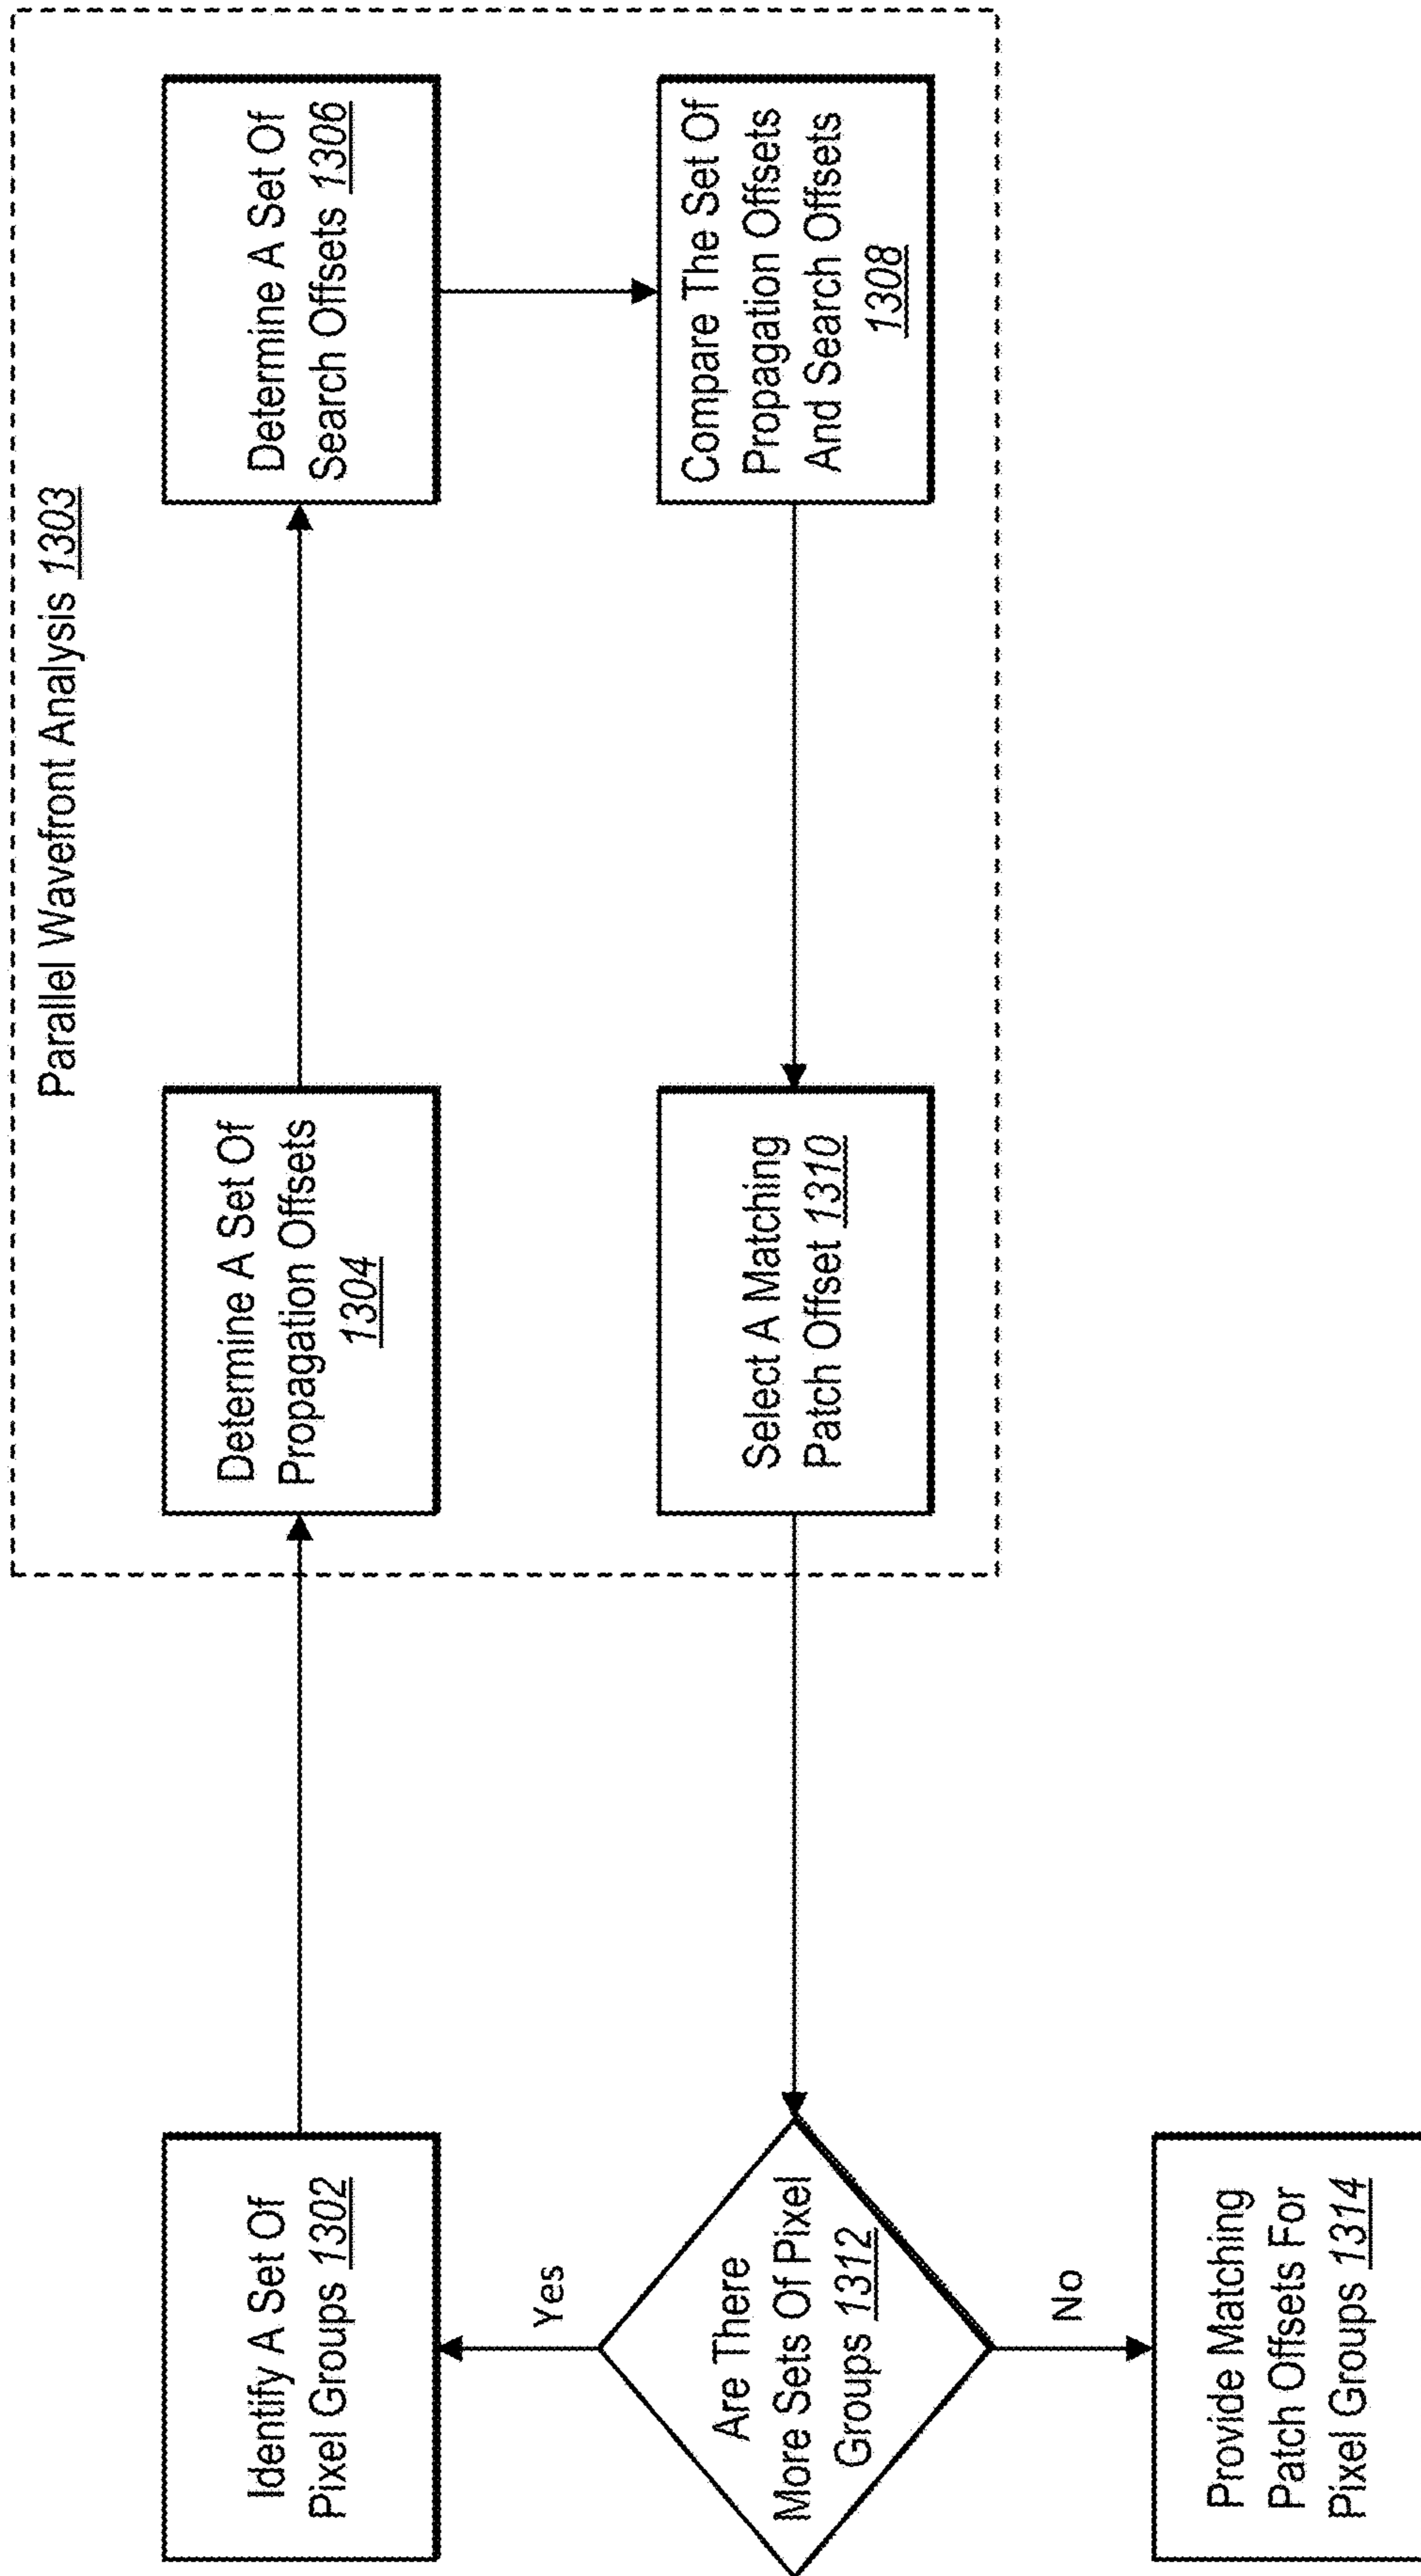 Parallel Wavefront Analysis 1303
Identify A Set Of
Pixel Groups 1302
Determine A Set Of
Propagation Offsets
1304
Determine A Set Of
Search Offsets 1306
Compare The Set Of
Propagation Offsets
And Search Offsets
1308
Select A Matching
Patch Offset 1310
Are There
More Sets Of Pixel
Groups 1312
Yes
No
Provide Matching
Patch Offsets For
Pixel Groups 1314